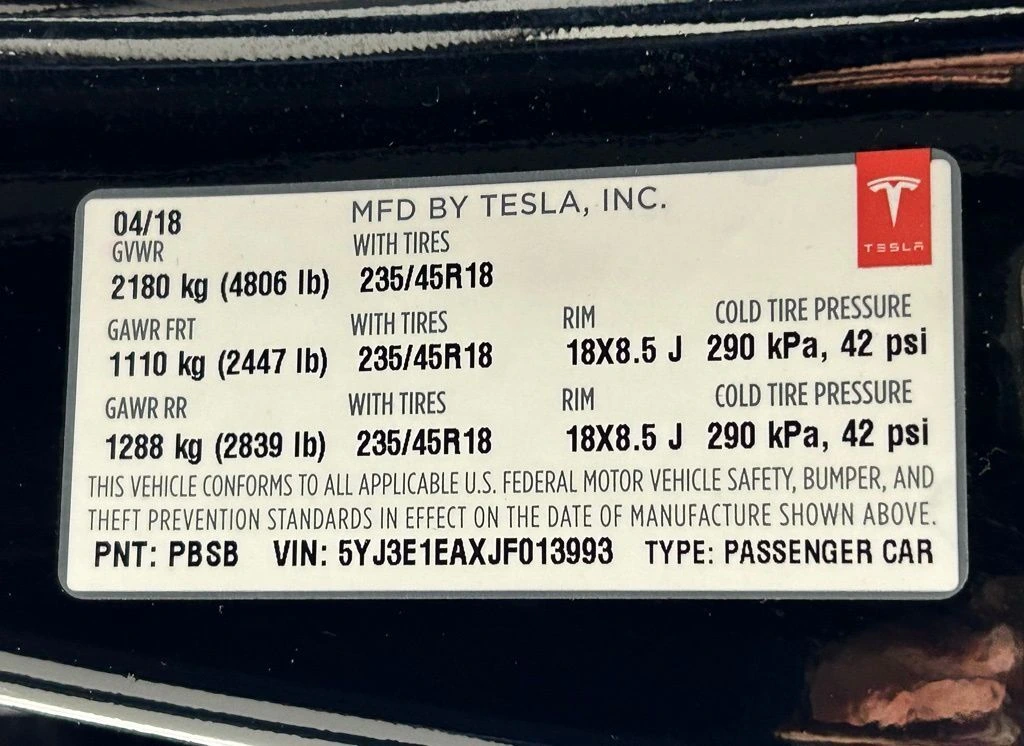 04/18 MFD BY TESLA, INC.
TESLA
GVWR WITH TIRES
2180 kg (4806 lb) 235/45R18
GAWR FRT WITH TIRES RIM COLD TIRE PRESSURE
1110 kg (2447 lb) 235/45R18 18X8.5 J 290 kPa, 42 psi
GAWR RR WITH TIRES RIM COLD TIRE PRESSURE
1288 kg (2839 lb) 235/45R18 18X8.5 J 290 kPa, 42 psi
THIS VEHICLE CONFORMS TO ALL APPLICABLE U.S. FEDERAL MOTOR VEHICLE SAFETY, BUMPER, AND
THEFT PREVENTION STANDARDS IN EFFECT ON THE DATE OF MANUFACTURE SHOWN ABOVE.
PNT: PBSB VIN: 5YJ3E1EAXJF013993 TYPE: PASSENGER CAR